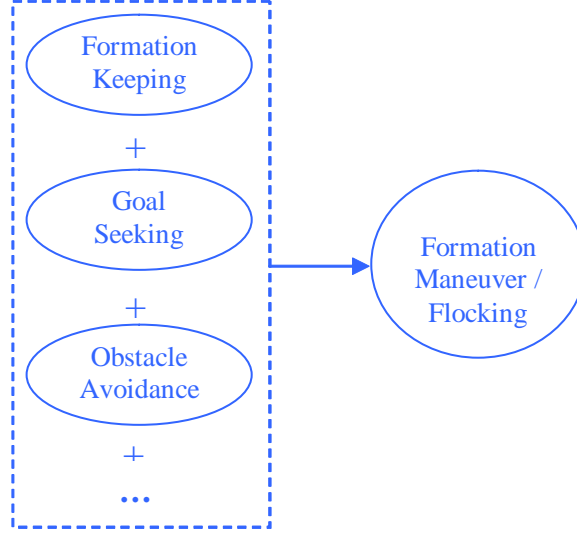 Formation
Keeping
+
Goal
Seeking
+
Obstacle
Avoidance
+
...
Formation
Maneuver /
Flocking